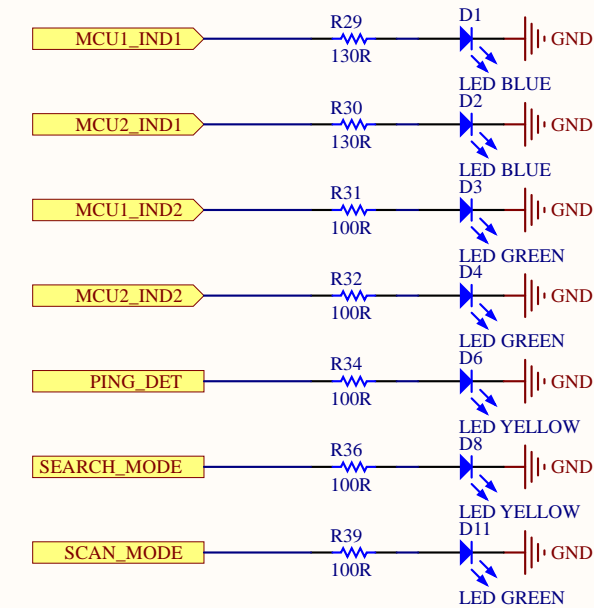 R29
D1
MCU1_IND1
GND
130R
LED BLUE
R30
D2
MCU2_IND1
GND
130R
LED BLUE
R31
D3
MCU1_IND2
GND
100R
LED GREEN
R32
D4
MCU2_IND2
GND
100R
LED GREEN
R34
D6
PING_DET
GND
100R
LED YELLOW
R36
D8
SEARCH_MODE
GND
100R
LED YELLOW
R39
D11
SCAN_MODE
GND
100R
LED GREEN